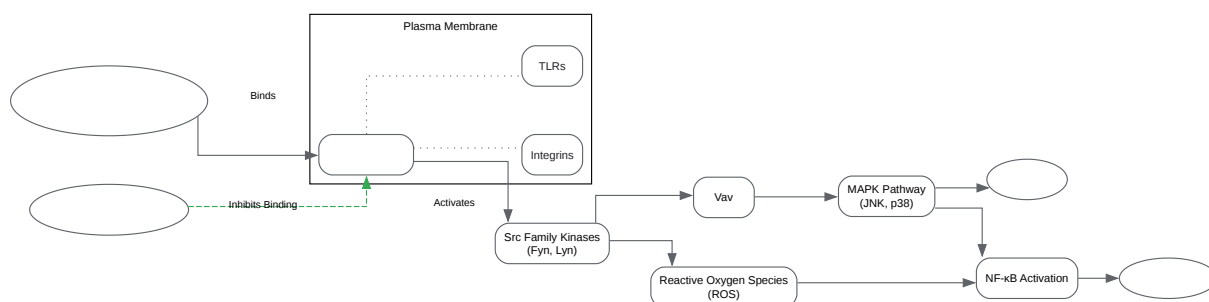 Plasma Membrane
TLRs
Binds
Integrins
Inhibits Binding
Activates
Vav
MAPK Pathway
(JNK, p38)
Src Family Kinases
(Fyn, Lyn)
Reactive Oxygen Species
(ROS)
NF-κB Activation